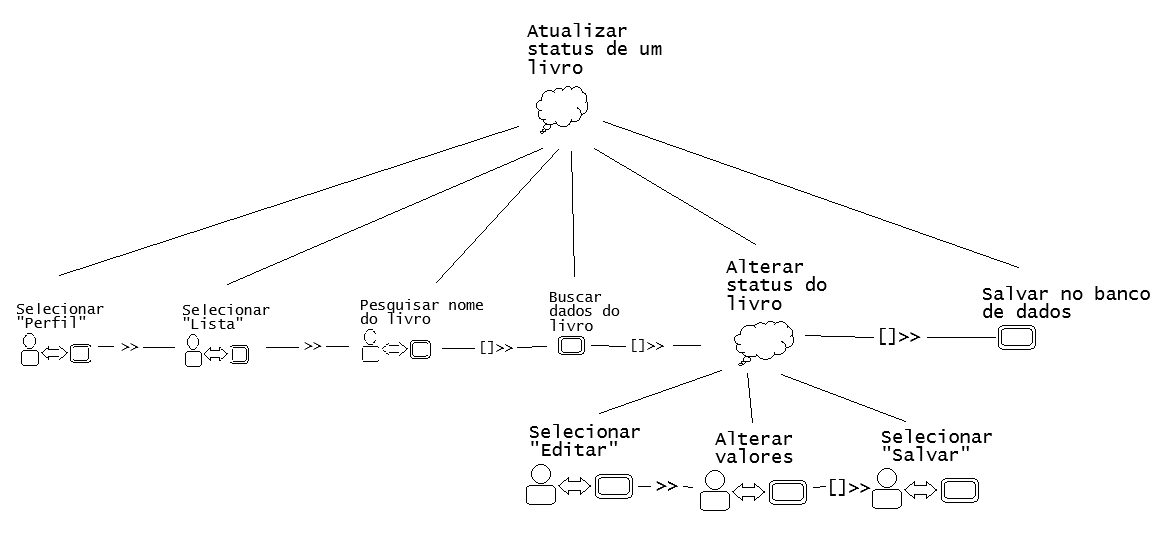 Atualizar
status de um
livro
Selecionar
"Perfil"
>>
Selecionar
"Lista"
>>
Pesquisar nome
do livro
[]>>
Buscar
dados do
livro
[]>>
Alterar
status do
livro
[]>>
Salvar no banco
de dados
Selecionar
"Editar"
>>
Alterar
valores
[]>>
Selecionar
"Salvar"